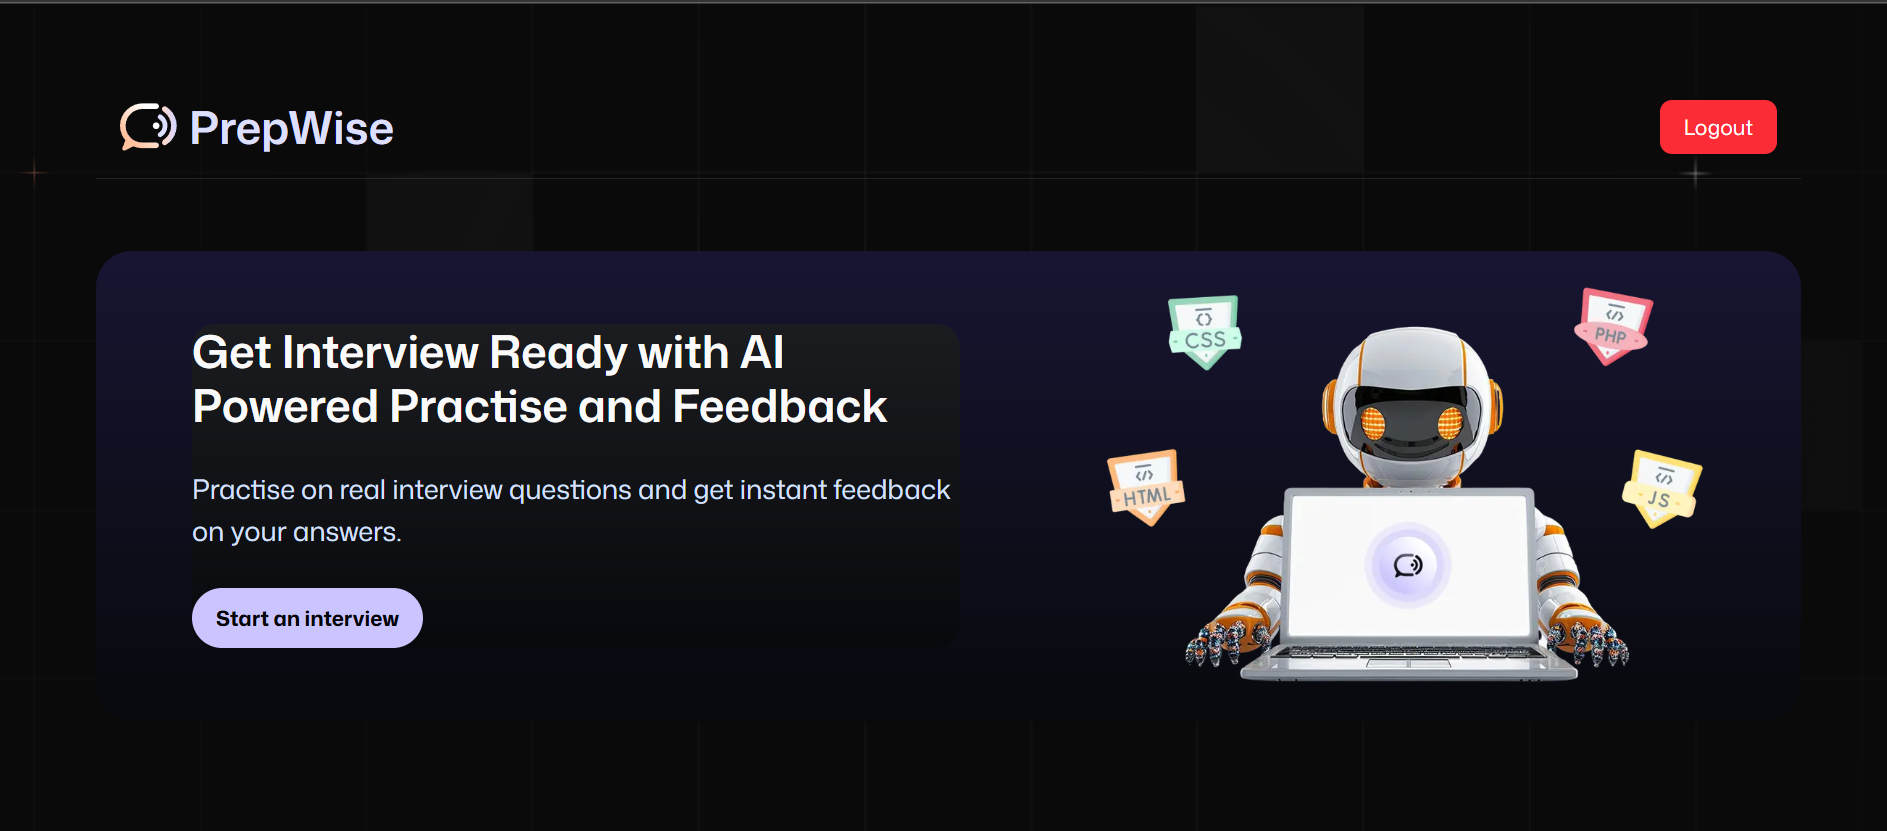 PrepWise
Logout
Get Interview Ready with AI
Powered Practise and Feedback
Practise on real interview questions and get instant feedback
on your answers.
Start an interview
CSS
PHP
HTML
JS